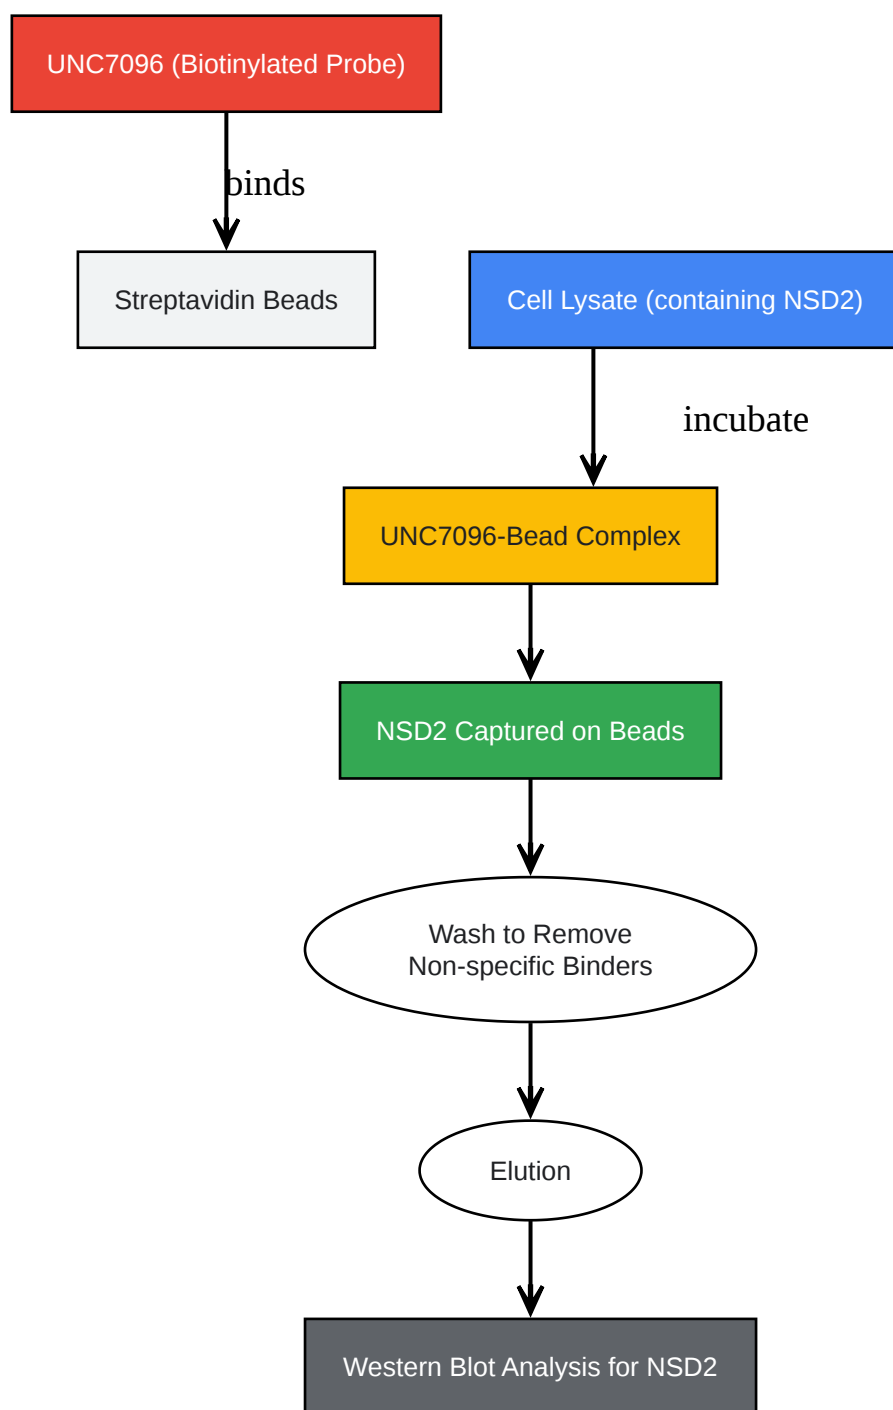 UNC7096 (Biotinylated Probe)
binds
Streptavidin Beads
Cell Lysate (containing NSD2)
incubate
UNC7096-Bead Complex
NSD2 Captured on Beads
Wash to Remove
Non-specific Binders
Elution
Western Blot Analysis for NSD2